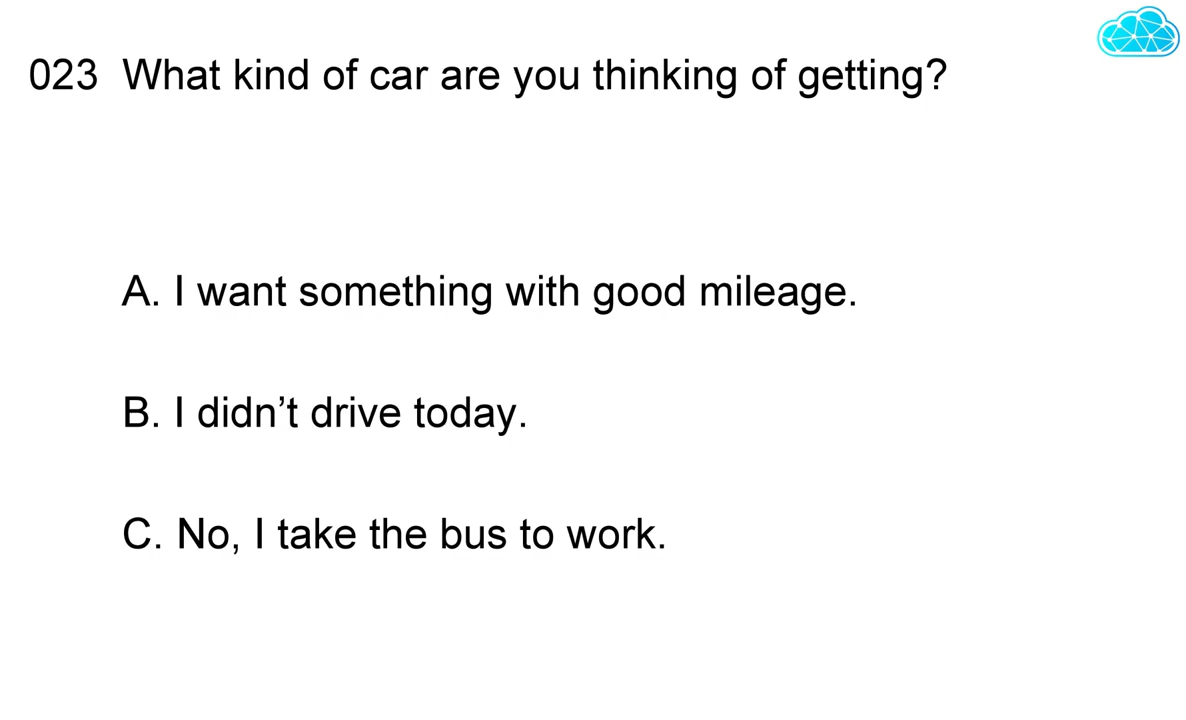 023 What kind of car are you thinking of getting?
A. I want something with good mileage.
B. I didn’t drive today.
C. No, I take the bus to work.